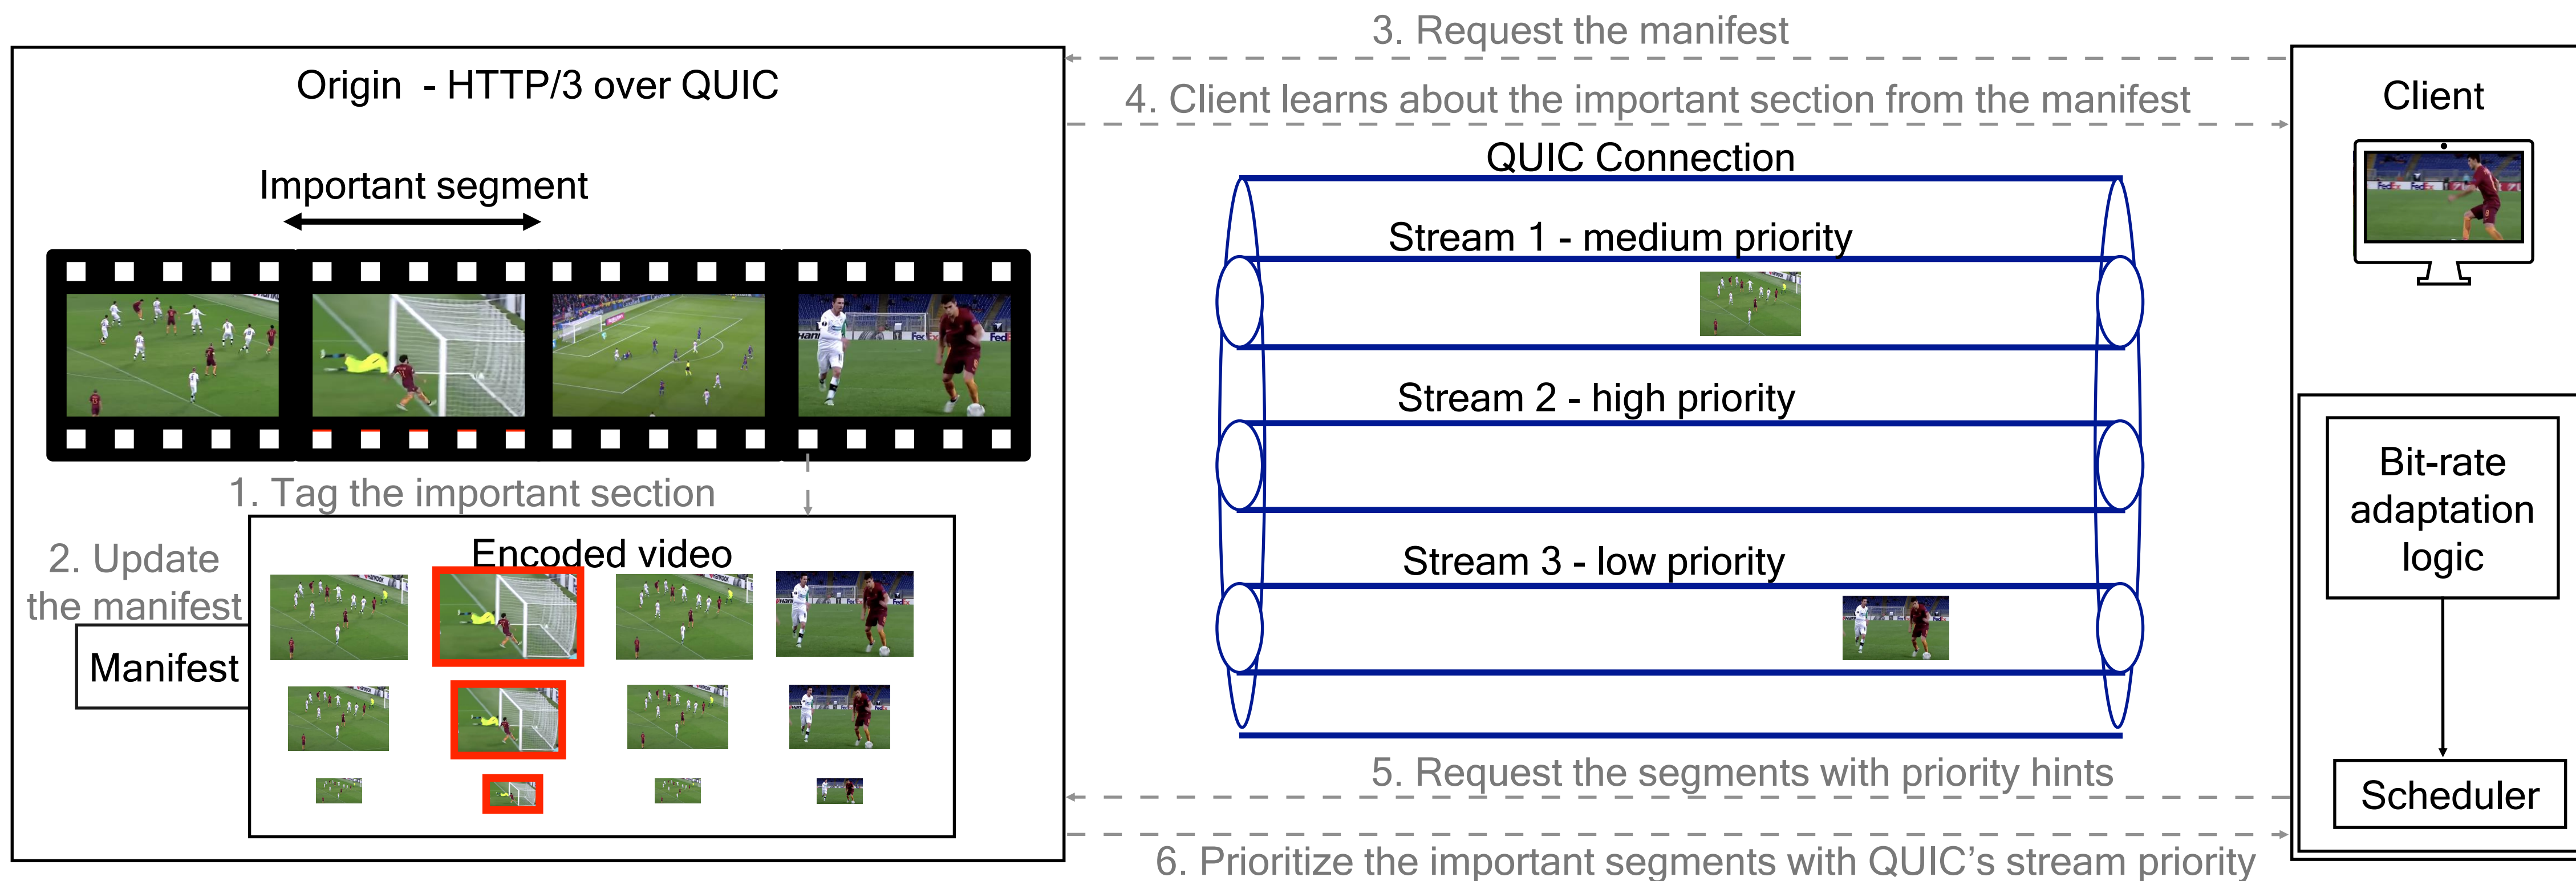 3. Request the manifest
Origin - HTTP/3 over QUIC
4. Client learns about the important section from the manifest
Client
QUIC Connection
Important segment
Stream 1 - medium priority
Stream 2 - high priority
1. Tag the important section
Bit-rate
adaptation
logic
2. Update
the manifest
Encoded video
Stream 3 - low priority
Manifest
5. Request the segments with priority hints
Scheduler
6. Prioritize the important segments with QUIC's stream priority